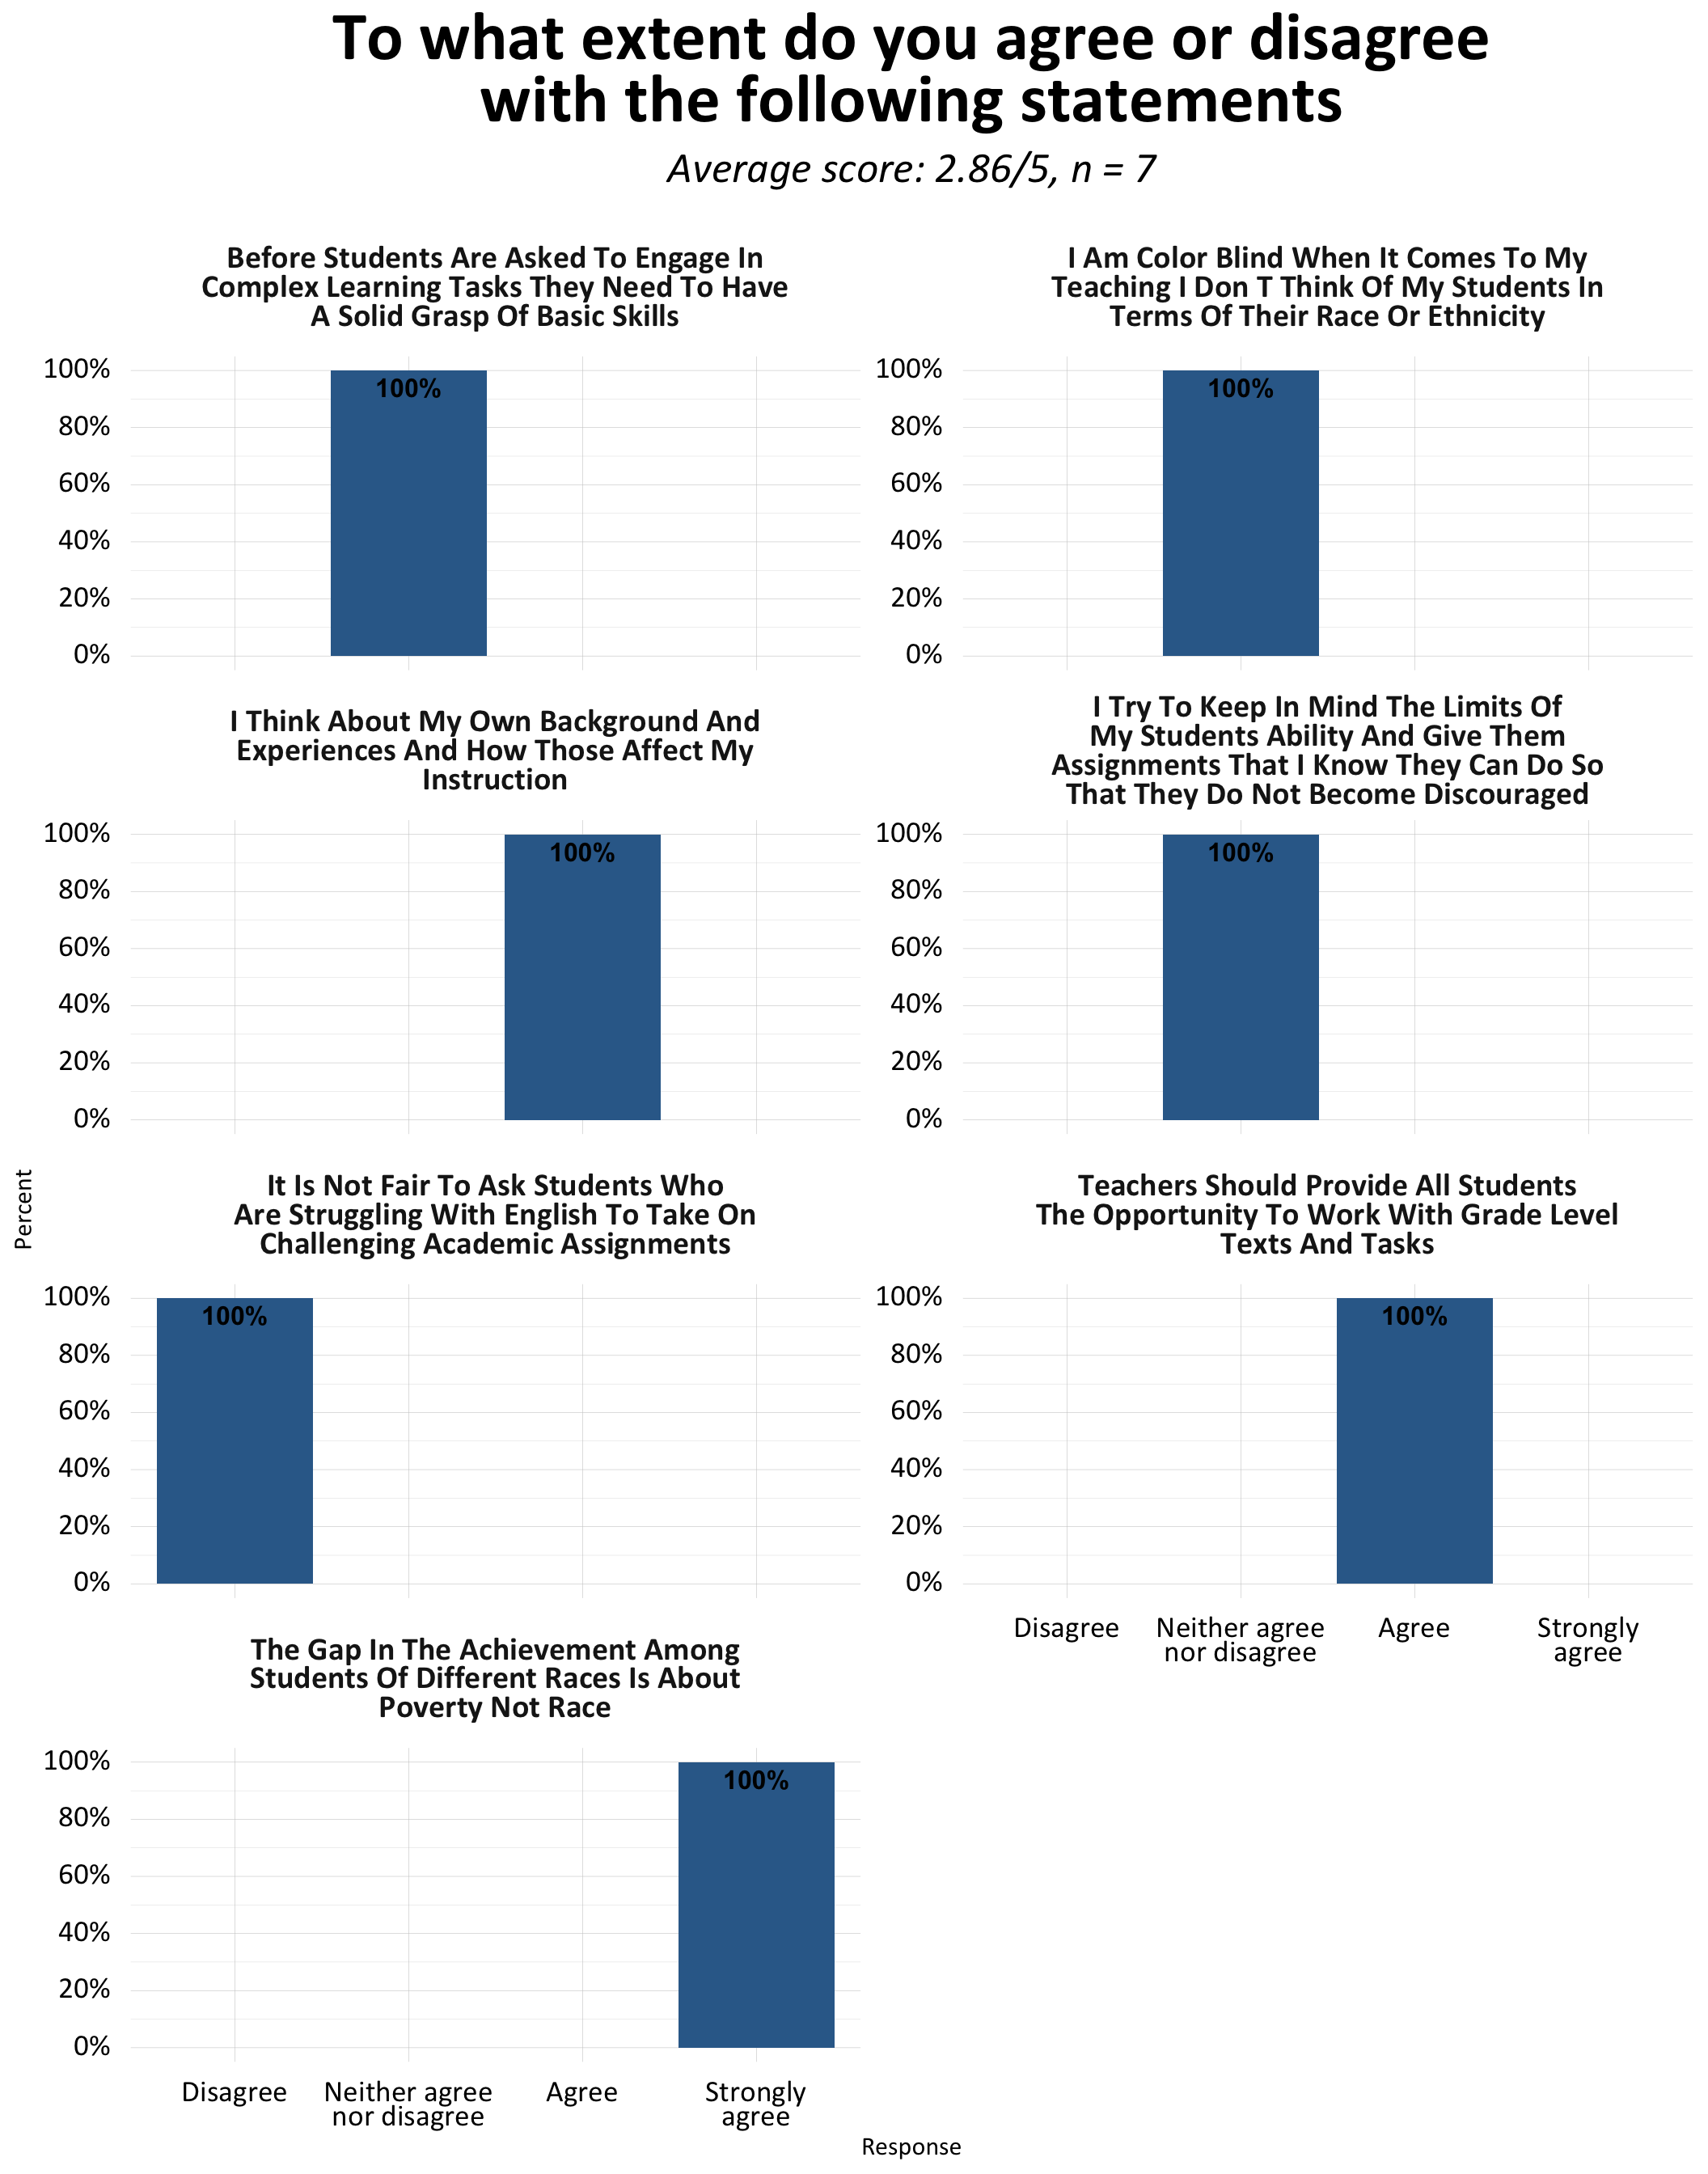 To what extent do you agree or disagree
with the following statements
Average score: 2.86/5, n = 7
Before Students Are Asked To Engage In
Complex Learning Tasks They Need To Have
A Solid Grasp Of Basic Skills
100%
80%
60%
40%
20%
0%
100%
I Am Color Blind When It Comes To My
Teaching I Don T Think Of My Students In
Terms Of Their Race Or Ethnicity
100%
80%
60%
40%
20%
0%
100%
I Think About My Own Background And
Experiences And How Those Affect My
Instruction
100%
80%
60%
40%
20%
0%
100%
I Try To Keep In Mind The Limits Of
My Students Ability And Give Them
Assignments That I Know They Can Do So
That They Do Not Become Discouraged
100%
80%
60%
40%
20%
0%
100%
Percent
It Is Not Fair To Ask Students Who
Are Struggling With English To Take On
Challenging Academic Assignments
100%
80%
60%
40%
20%
0%
100%
Teachers Should Provide All Students
The Opportunity To Work With Grade Level
Texts And Tasks
100%
80%
60%
40%
20%
0%
100%
Disagree
Neither agree
nor disagree
Agree
Strongly
agree
The Gap In The Achievement Among
Students Of Different Races Is About
Poverty Not Race
100%
80%
60%
40%
20%
0%
100%
Disagree
Neither agree
nor disagree
Agree
Strongly
agree
Response